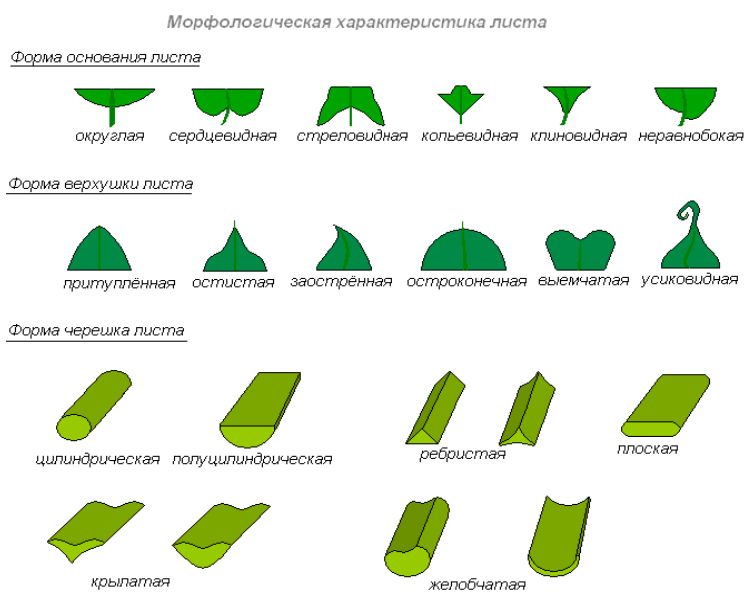 Морфологическая характеристика листа
Форма основания листа
округлая сердцевидная стреловидная копьевидная клиновидная неравнобокая
Форма верхушки листа
притуплённая остистая заострённая остроконечная выемчатая усиковидная
Форма черешка листа
цилиндрическая полуцилиндрическая ребристая плоская
крылатая желобчатая